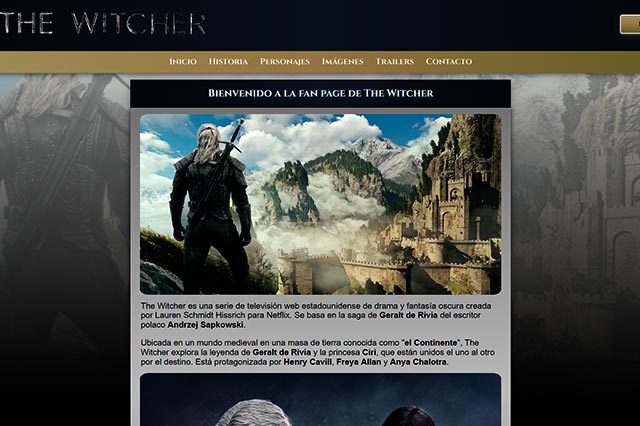 THE WITCHER
INICIO HISTORIA PERSONAJES IMÁGENES TRAILERS CONTACTO
BIENVENIDO A LA FAN PAGE DE THE WITCHER
The Witcher es una serie de televisión web estadounidense de drama y fantasía oscura creada
por Lauren Schmidt Hissrich para Netflix. Se basa en la saga de Geralt de Rivia del escritor
polaco Andrzej Sapkowski.
Ubicada en un mundo medieval en una masa de tierra conocida como "el Continente", The
Witcher explora la leyenda de Geralt de Rivia y la princesa Ciri, que están unidos el uno al otro
por el destino. Está protagonizada por Henry Cavill, Freya Allan y Anya Chalotra.